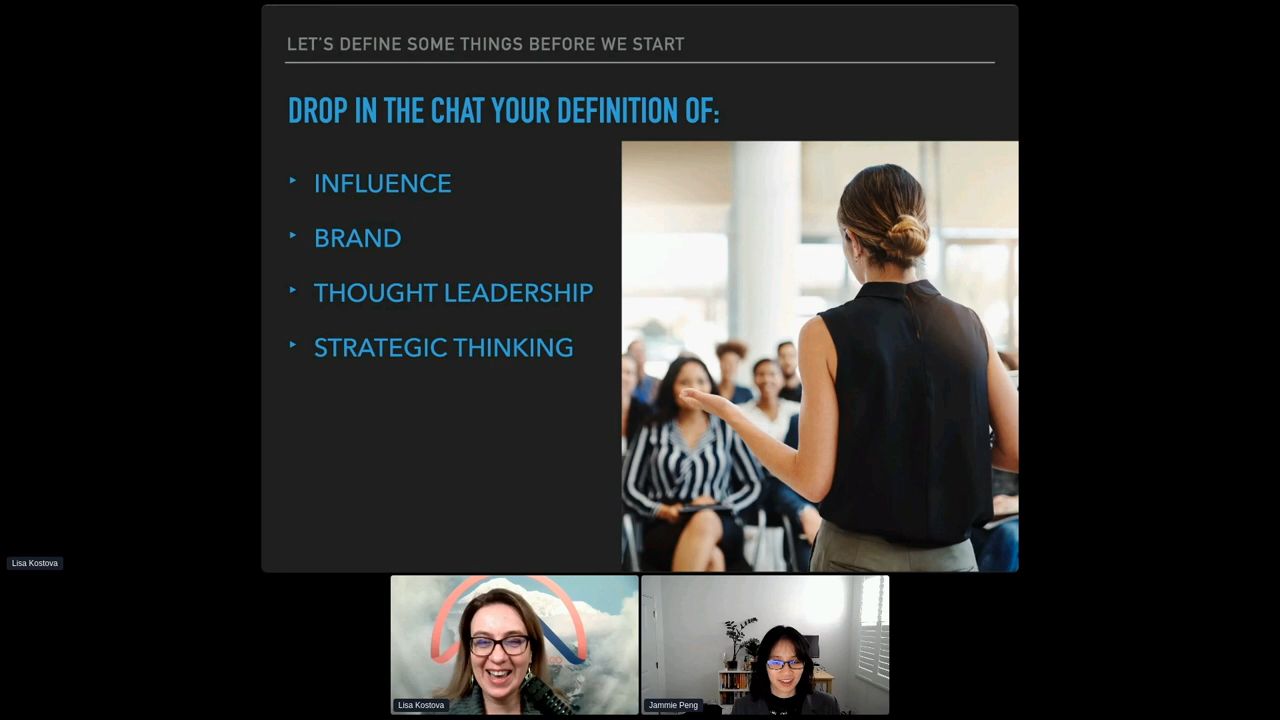 LET'S DEFINE SOME THINGS BEFORE WE START
DROP IN THE CHAT YOUR DEFINITION OF:
INFLUENCE
BRAND
THOUGHT LEADERSHIP
STRATEGIC THINKING
Lisa Kostova
Lisa Kostova
Jammie Peng